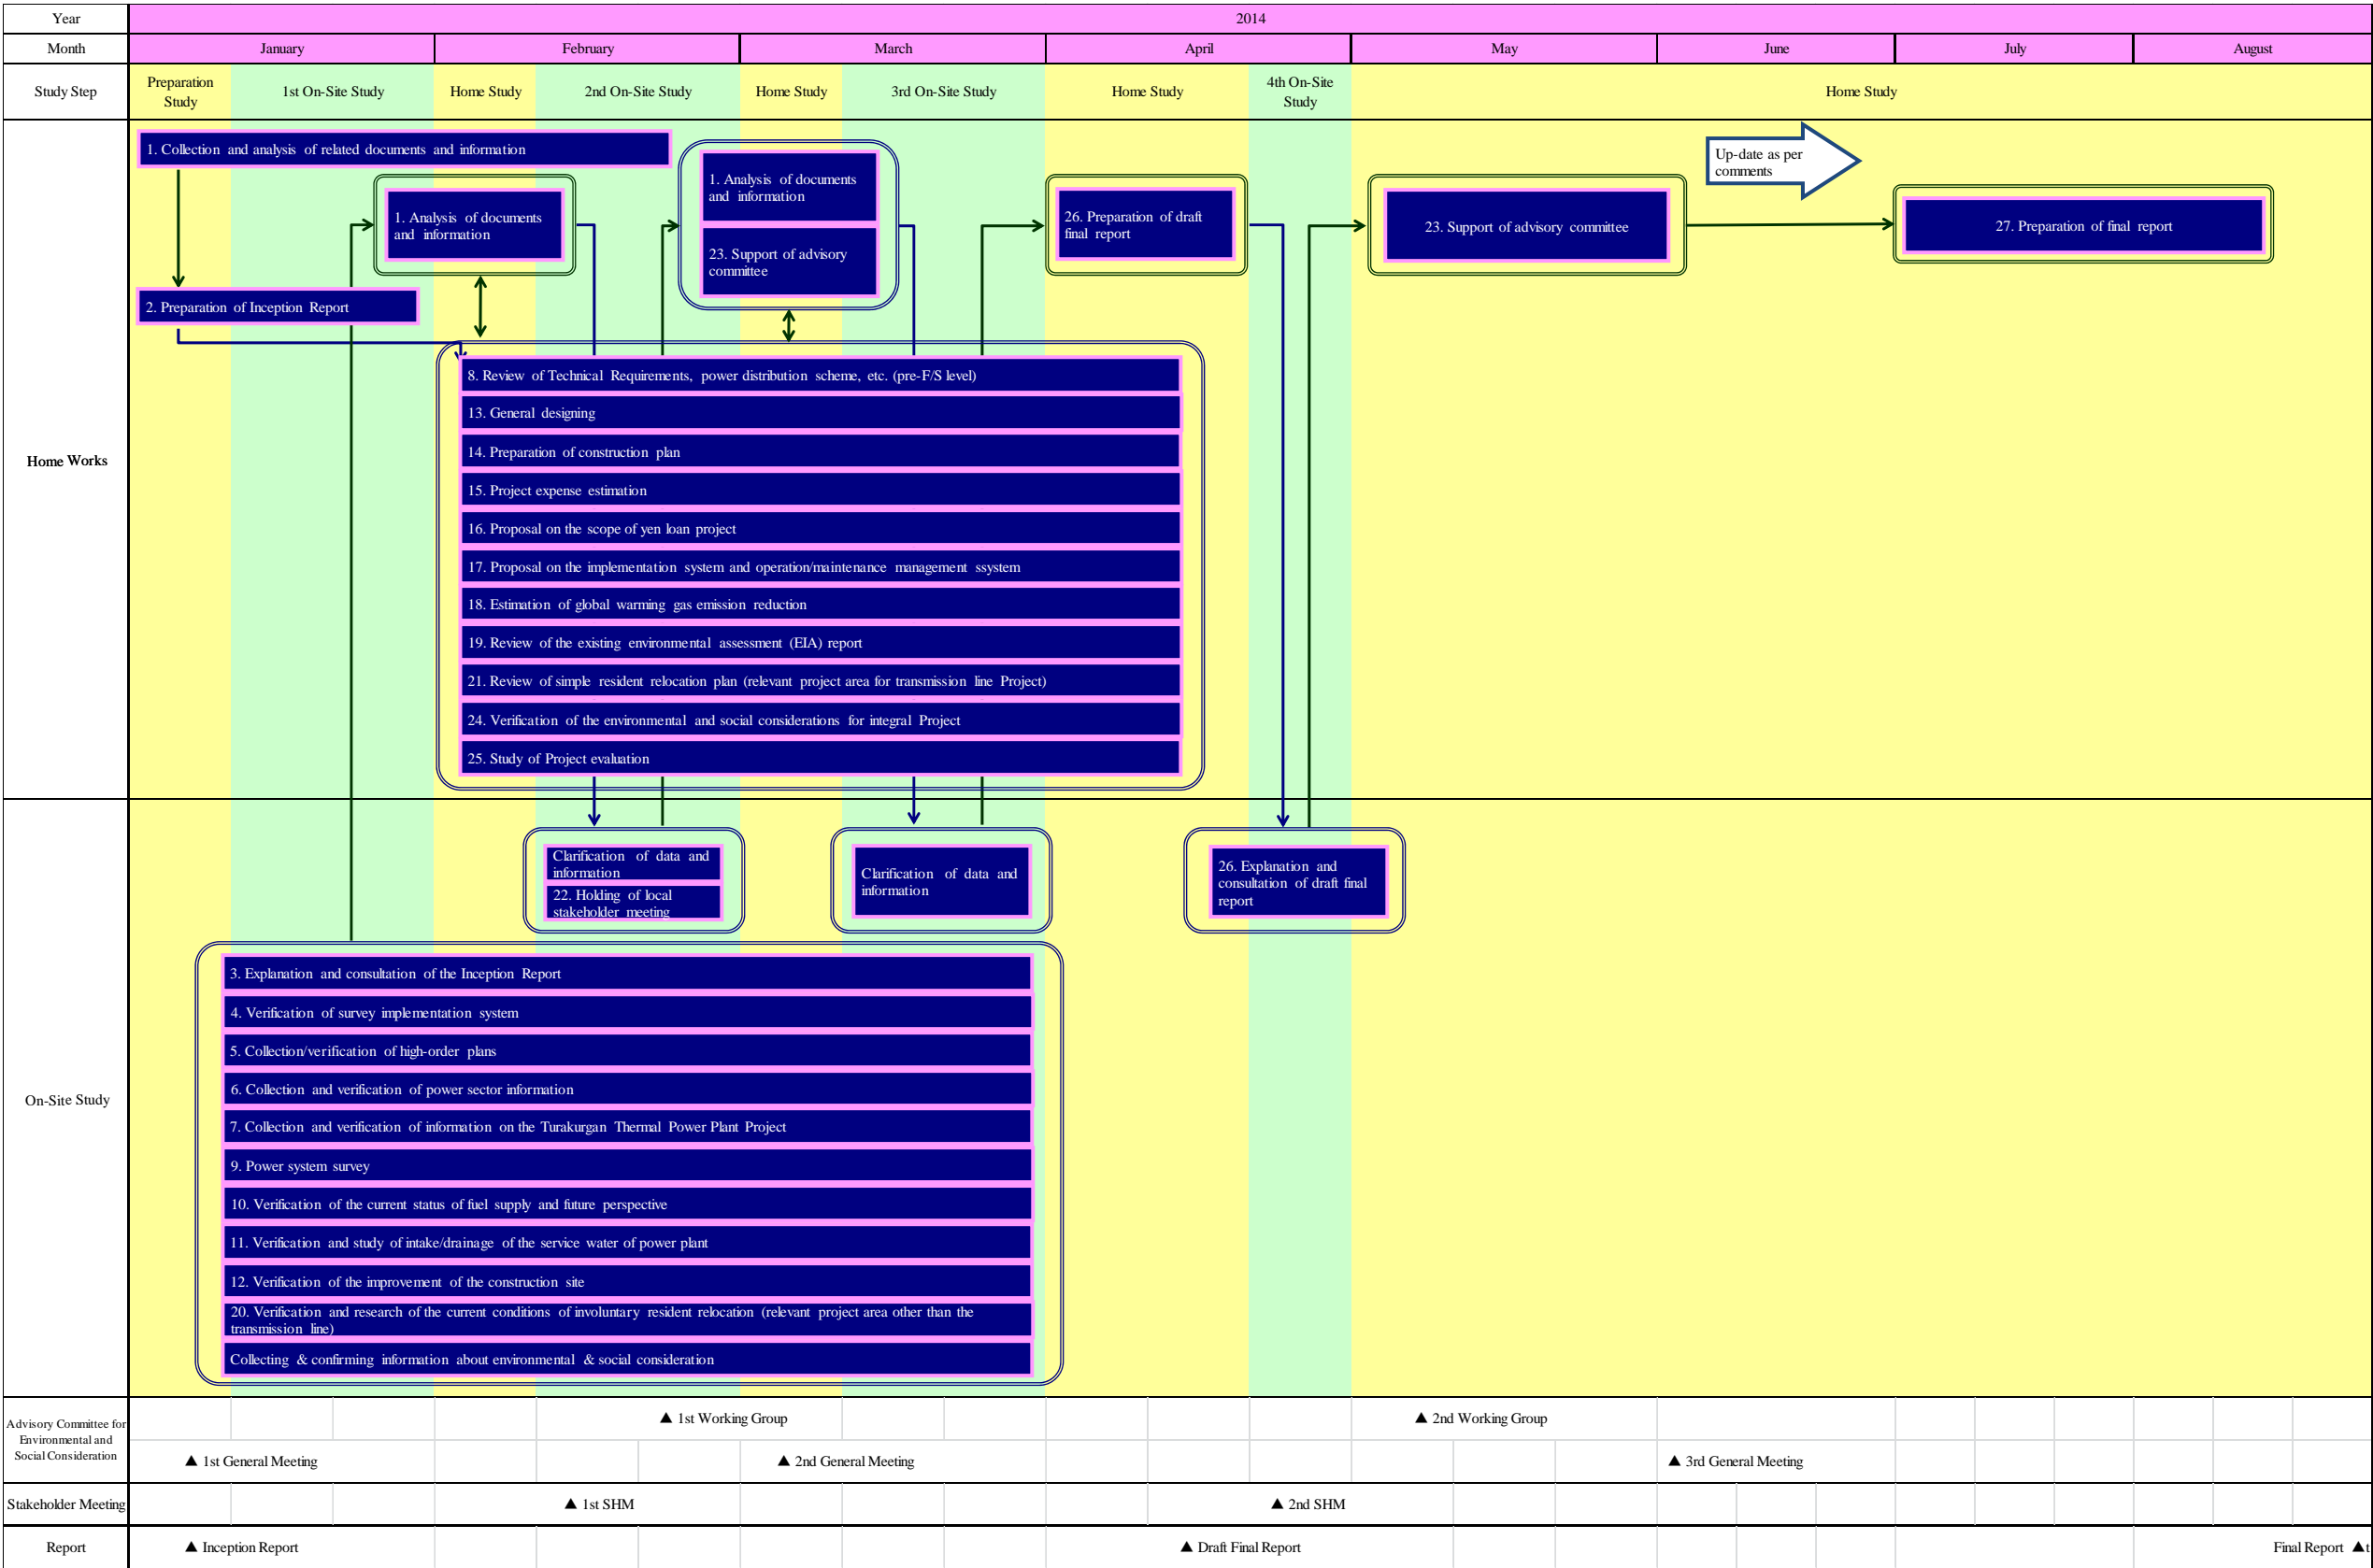 Year
2014
Month
January
February
March
April
May
June
July
August
Study Step
Preparation
Study
1st On-Site Study
Home Study
2nd On-Site Study
Home Study
3rd On-Site Study
Home Study
4th On-Site
Study
Home Study
Home Works
1. Collection and analysis of related documents and information
1. Analysis of documents
and information
2. Preparation of Inception Report
1. Analysis of documents
and information
23. Support of advisory
committee
26. Preparation of draft
final report
23. Support of advisory committee
Up-date as per
comments
27. Preparation of final report
8. Review of Technical Requirements, power distribution scheme, etc. (pre-F/S level)
13. General designing
14. Preparation of construction plan
15. Project expense estimation
16. Proposal on the scope of yen loan project
17. Proposal on the implementation system and operation/maintenance management ssystem
18. Estimation of global warming gas emission reduction
19. Review of the existing environmental assessment (EIA) report
21. Review of simple resident relocation plan (relevant project area for transmission line Project)
24. Verification of the environmental and social considerations for integral Project
25. Study of Project evaluation
On-Site Study
Clarification of data and
information
22. Holding of local
stakeholder meeting
Clarification of data and
information
26. Explanation and
consultation of draft final
report
3. Explanation and consultation of the Inception Report
4. Verification of survey implementation system
5. Collection/verification of high-order plans
6. Collection and verification of power sector information
7. Collection and verification of information on the Turakurgan Thermal Power Plant Project
9. Power system survey
10. Verification of the current status of fuel supply and future perspective
11. Verification and study of intake/drainage of the service water of power plant
12. Verification of the improvement of the construction site
20. Verification and research of the current conditions of involuntary resident relocation (relevant project area other than the
transmission line)
Collecting & confirming information about environmental & social consideration
Advisory Committee for
Environmental and
Social Consideration
▲ 1st Working Group
▲ 2nd Working Group
▲ 1st General Meeting
▲ 2nd General Meeting
▲ 3rd General Meeting
Stakeholder Meeting
▲ 1st SHM
▲ 2nd SHM
Report
▲ Inception Report
▲ Draft Final Report
Final Report ▲t